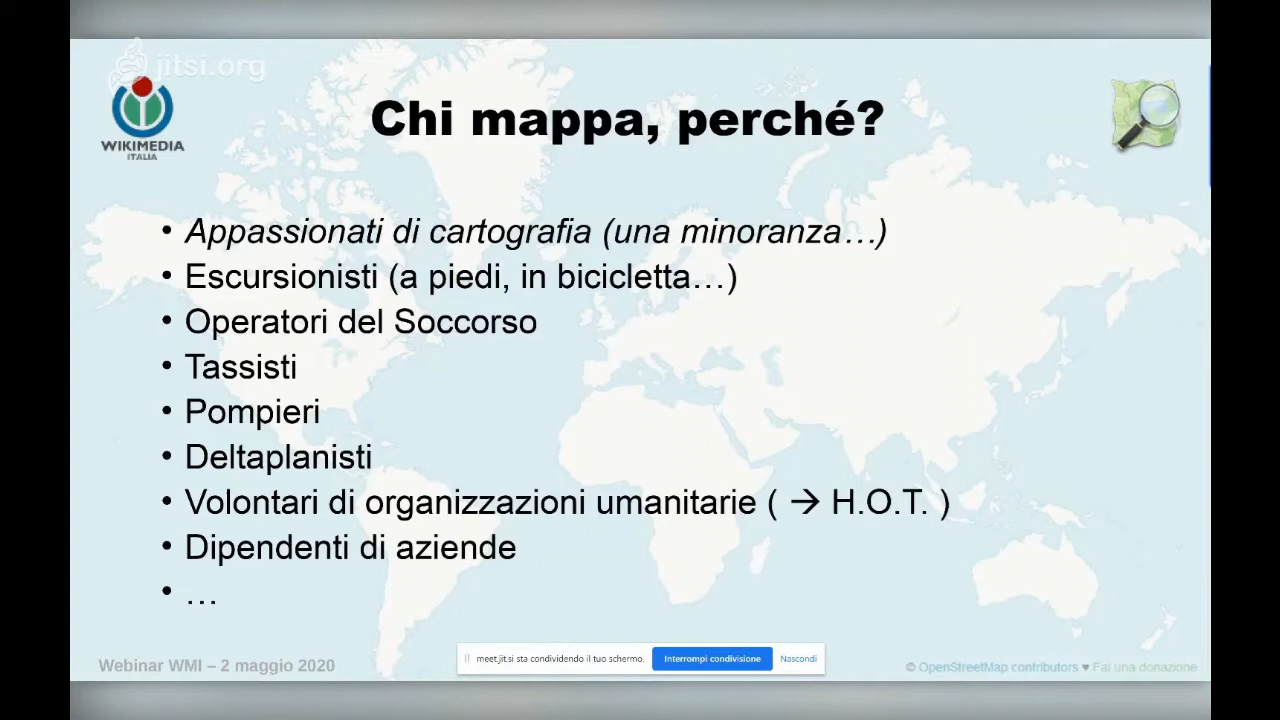 jitsi.org
WIKIMEDIA
ITALIA
Chi mappa, perché?
• Appassionati di cartografia (una minoranza…)
• Escursionisti (a piedi, in bicicletta…)
• Operatori del Soccorso
• Tassisti
• Pompieri
• Deltaplanisti
• Volontari di organizzazioni umanitarie ( → H.O.T. )
• Dipendenti di aziende
• …
Webinar WMI – 2 maggio 2020
meet.jit.si sta condividendo il tuo schermo. Interrompi condivisione Nascondi
© OpenStreetMap contributors ♥ Fai una donazione